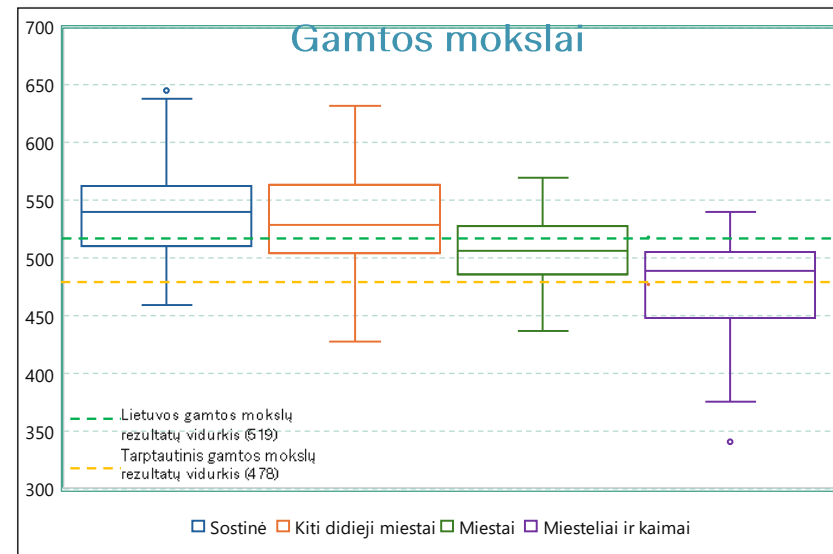 Gamtos mokslai
700
650
600
550
500
450
400
350
300
Lietuvos gamtos mokslų
rezultatų vidurkis (519)
Tarptautinis gamtos mokslų
rezultatų vidurkis (478)
Sostinė Kiti didieji miestai Miestai Miesteliai ir kaimai